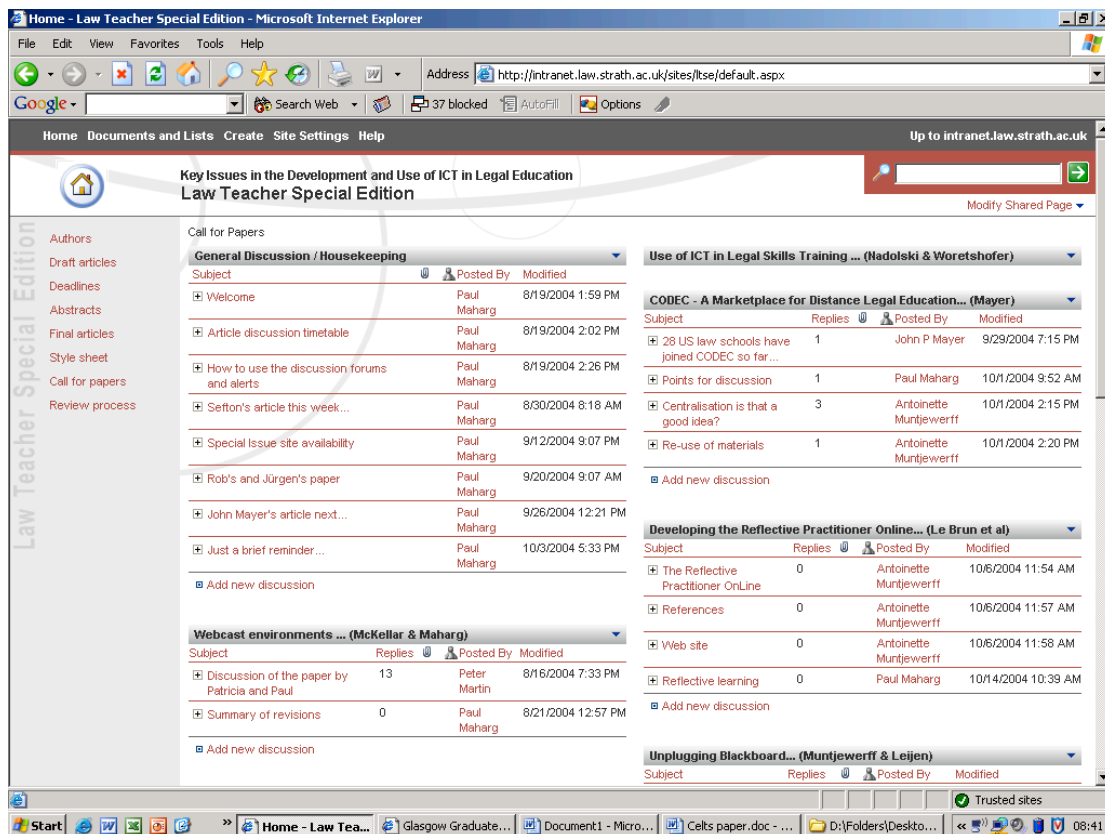 Home - Law Teacher Special Edition - Microsoft Internet Explorer
File Edit View Favorites Tools Help
Address http://intranet.law.strath.ac.uk/sites/ltse/default.aspx
Google Search Web 37 blocked AutoFill Options
Home Documents and Lists Create Site Settings Help Up to intranet.law.strath.ac.uk
Key Issues in the Development and Use of ICT in Legal Education
Law Teacher Special Edition
Modify Shared Page
Law Teacher Special Edition
Authors
Draft articles
Deadlines
Abstracts
Final articles
Style sheet
Call for papers
Review process
Call for Papers
General Discussion / Housekeeping
Subject Posted By Modified
Welcome Paul 8/19/2004 1:59 PM
Maharg
Article discussion timetable Paul 8/19/2004 2:02 PM
Maharg
How to use the discussion forums Paul 8/19/2004 2:26 PM
and alerts Maharg
Sefton's article this week... Paul 8/30/2004 8:18 AM
Maharg
Special Issue site availability Paul 9/12/2004 9:07 PM
Maharg
Rob's and Jürgen's paper Paul 9/20/2004 9:07 AM
Maharg
John Mayer's article next... Paul 9/26/2004 12:21 PM
Maharg
Just a brief reminder... Paul 10/3/2004 5:33 PM
Maharg
Add new discussion
Webcast environments ... (McKellar & Maharg)
Subject Replies Posted By Modified
Discussion of the paper by 13 Peter 8/16/2004 7:33 PM
Patricia and Paul Martin
Summary of revisions 0 Paul 8/21/2004 12:57 PM
Maharg
Add new discussion
Use of ICT in Legal Skills Training ... (Nadolski & Woretshofer)
CODEC - A Marketplace for Distance Legal Education... (Mayer)
Subject Replies Posted By Modified
28 US law schools have 1 John P Mayer 9/29/2004 7:15 PM
joined CODEC so far...
Points for discussion 1 Paul Maharg 10/1/2004 9:52 AM
Centralisation is that a 3 Antoinette 10/1/2004 2:15 PM
good idea? Muntjewerff
Re-use of materials 1 Antoinette 10/1/2004 2:20 PM
Muntjewerff
Add new discussion
Developing the Reflective Practitioner Online... (Le Brun et al)
Subject Replies Posted By Modified
The Reflective 0 Antoinette 10/6/2004 11:54 AM
Practitioner OnLine Muntjewerff
References 0 Antoinette 10/6/2004 11:57 AM
Muntjewerff
Web site 0 Antoinette 10/6/2004 11:58 AM
Muntjewerff
Reflective learning 0 Paul Maharg 10/14/2004 10:39 AM
Add new discussion
Unplugging Blackboard... (Muntjewerff & Leijen)
Subject Replies Posted By Modified
Trusted sites
Start » Home - Law Tea... Glasgow Graduate... Document1 - Micro... Celts paper.doc - ... D:\Folders\Deskto... « 08:41